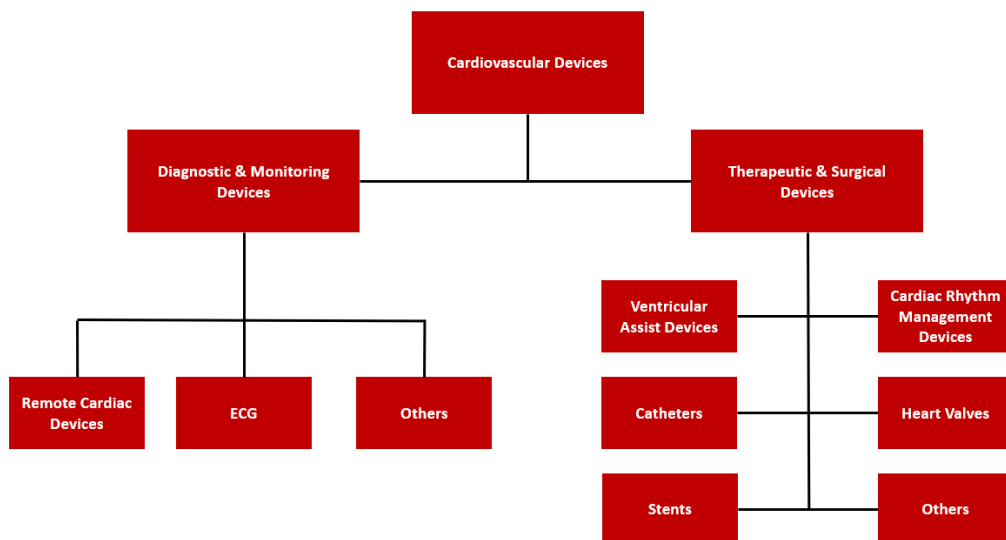 Cardiovascular Devices
Diagnostic & Monitoring
Devices
Therapeutic & Surgical
Devices
Remote Cardiac
Devices
ECG
Others
Ventricular
Assist Devices
Cardiac Rhythm
Management
Devices
Catheters
Heart Valves
Stents
Others